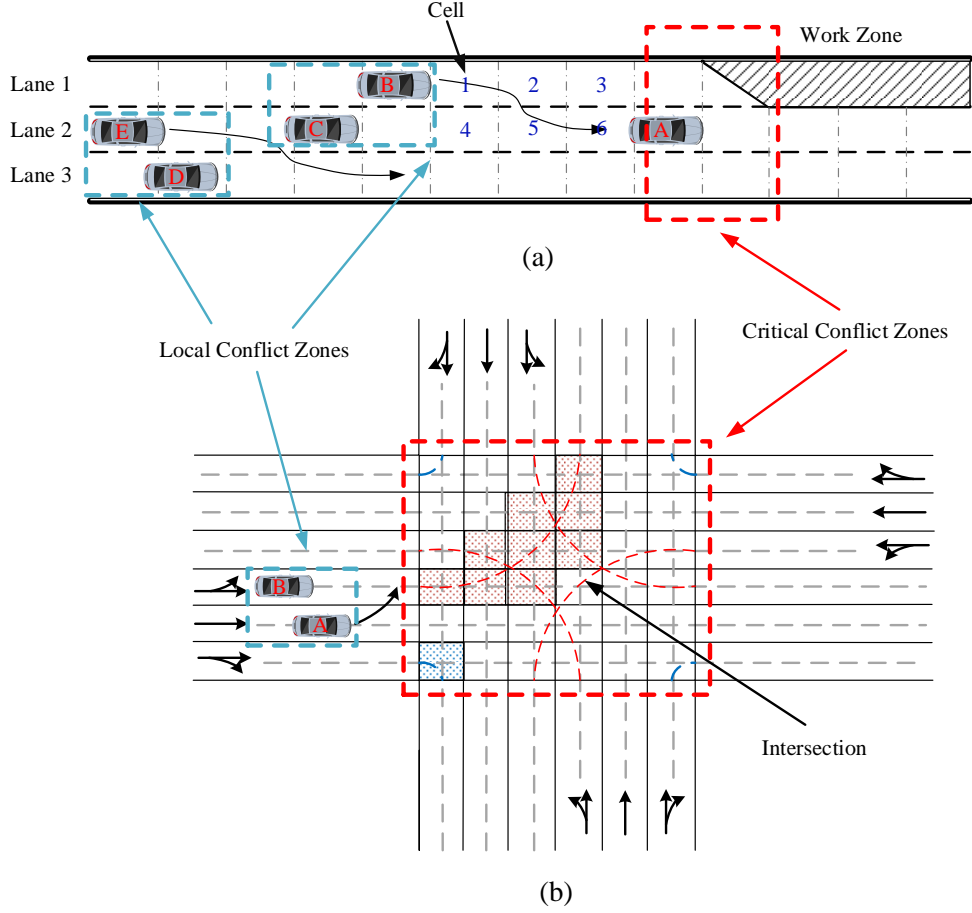 Cell
Work Zone
Lane 1
B
1
2
3
Lane 2
E
C
4
5
6
A
Lane 3
D
(a)
Local Conflict Zones
Critical Conflict Zones
B
A
Intersection
(b)